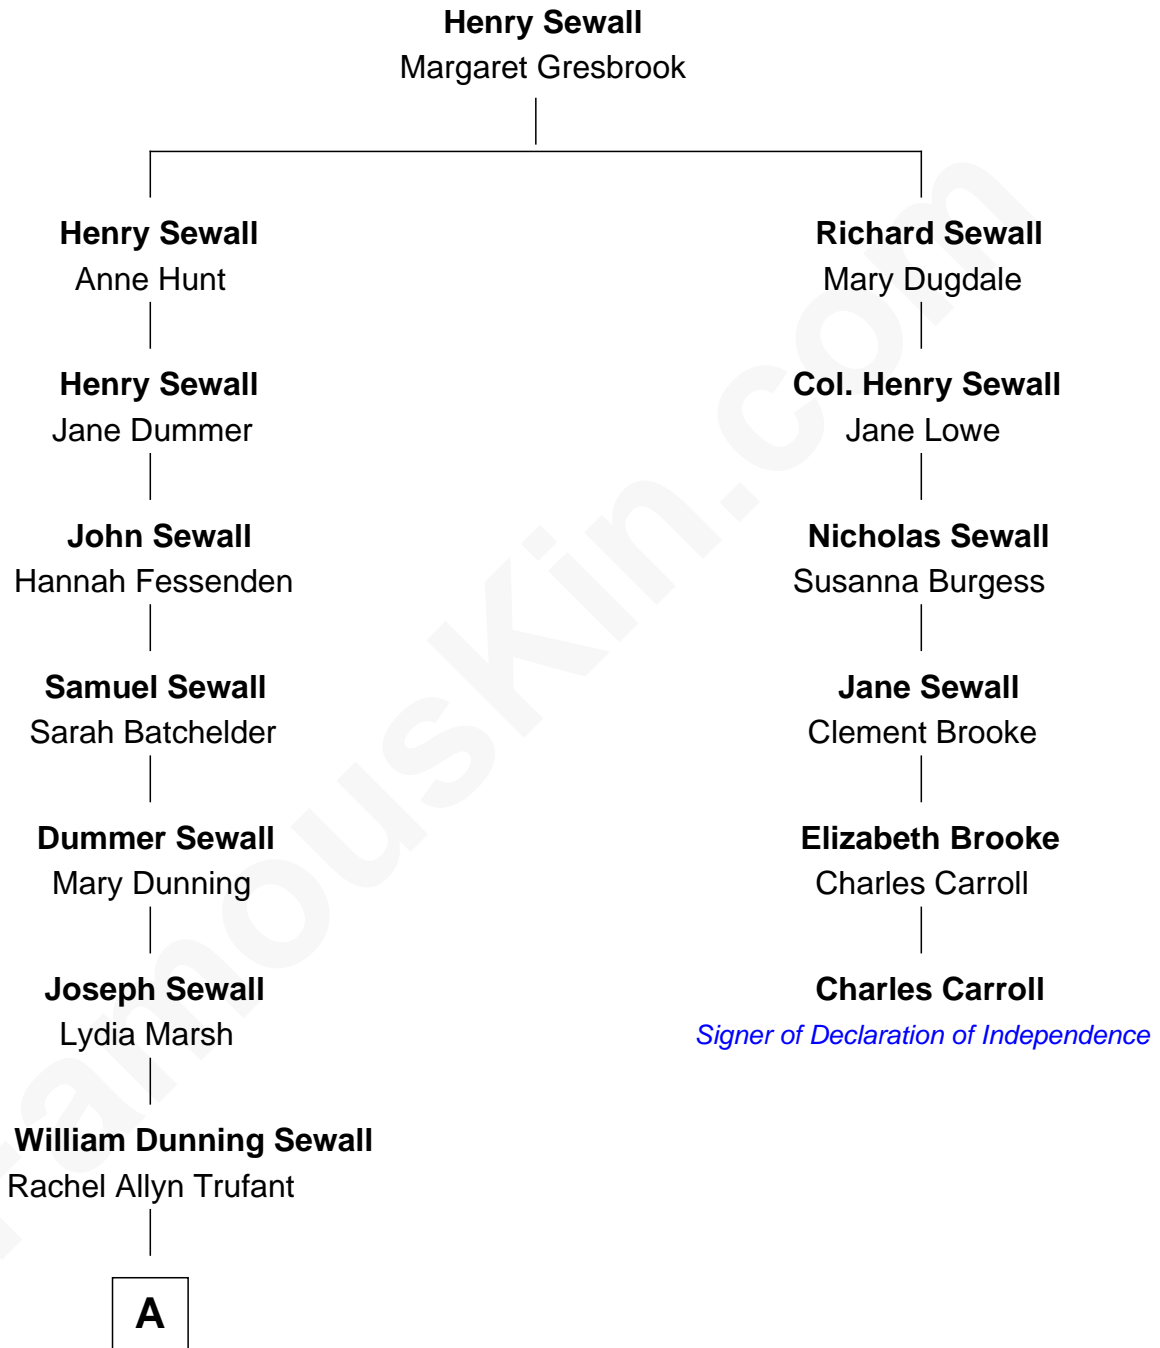 Henry Sewall
Margaret Gresbrook
Henry Sewall
Anne Hunt
Henry Sewall
Jane Dummer
John Sewall
Hannah Fessenden
Samuel Sewall
Sarah Batchelder
Dummer Sewall
Mary Dunning
Joseph Sewall
Lydia Marsh
William Dunning Sewall
Rachel Allyn Trufant
A
Richard Sewall
Mary Dugdale
Col. Henry Sewall
Jane Lowe
Nicholas Sewall
Susanna Burgess
Jane Sewall
Clement Brooke
Elizabeth Brooke
Charles Carroll
Charles Carroll
Signer of Declaration of Independence
FamousKin.com